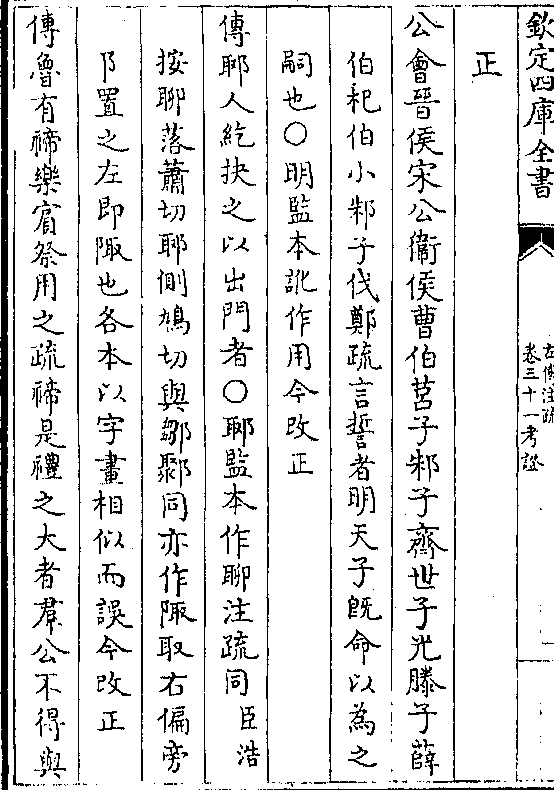 欽定四庫全書
左傳注疏
卷三十一考證
正
公會晉侯宋公衞侯曹伯莒子邾子齊世子光滕子薛
伯杞伯小邾子伐鄭疏言誓者明天子旣命以為之
嗣也○明監本訛作用今改正
傳郰人紇抉之以出門者○郰監本作聊注疏同臣浩
按聊落蕭切郰側鳩切與鄹鄹同亦作陬取右偏旁
阝置之左即陬也各本以字畫相似而誤今改正
傳魯有禘樂賓祭用之疏禘是禮之大者羣公不得與